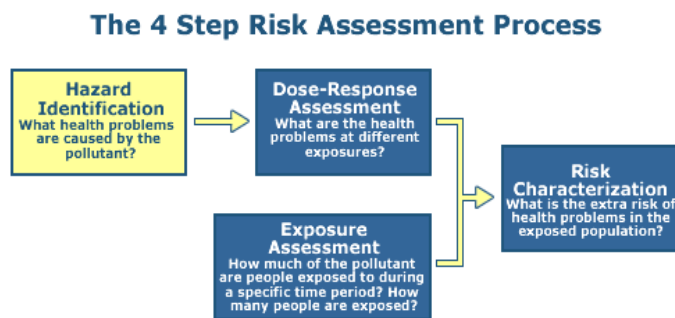 The 4 Step Risk Assessment Process
Hazard
Identification
What health problems
are caused by the
pollutant?
Dose-Response
Assessment
What are the health
problems at different
exposures?
Exposure
Assessment
How much of the pollutant
are people exposed to during
a specific time period? How
many people are exposed?
Risk
Characterization
What is the extra risk of
health problems in the
exposed population?